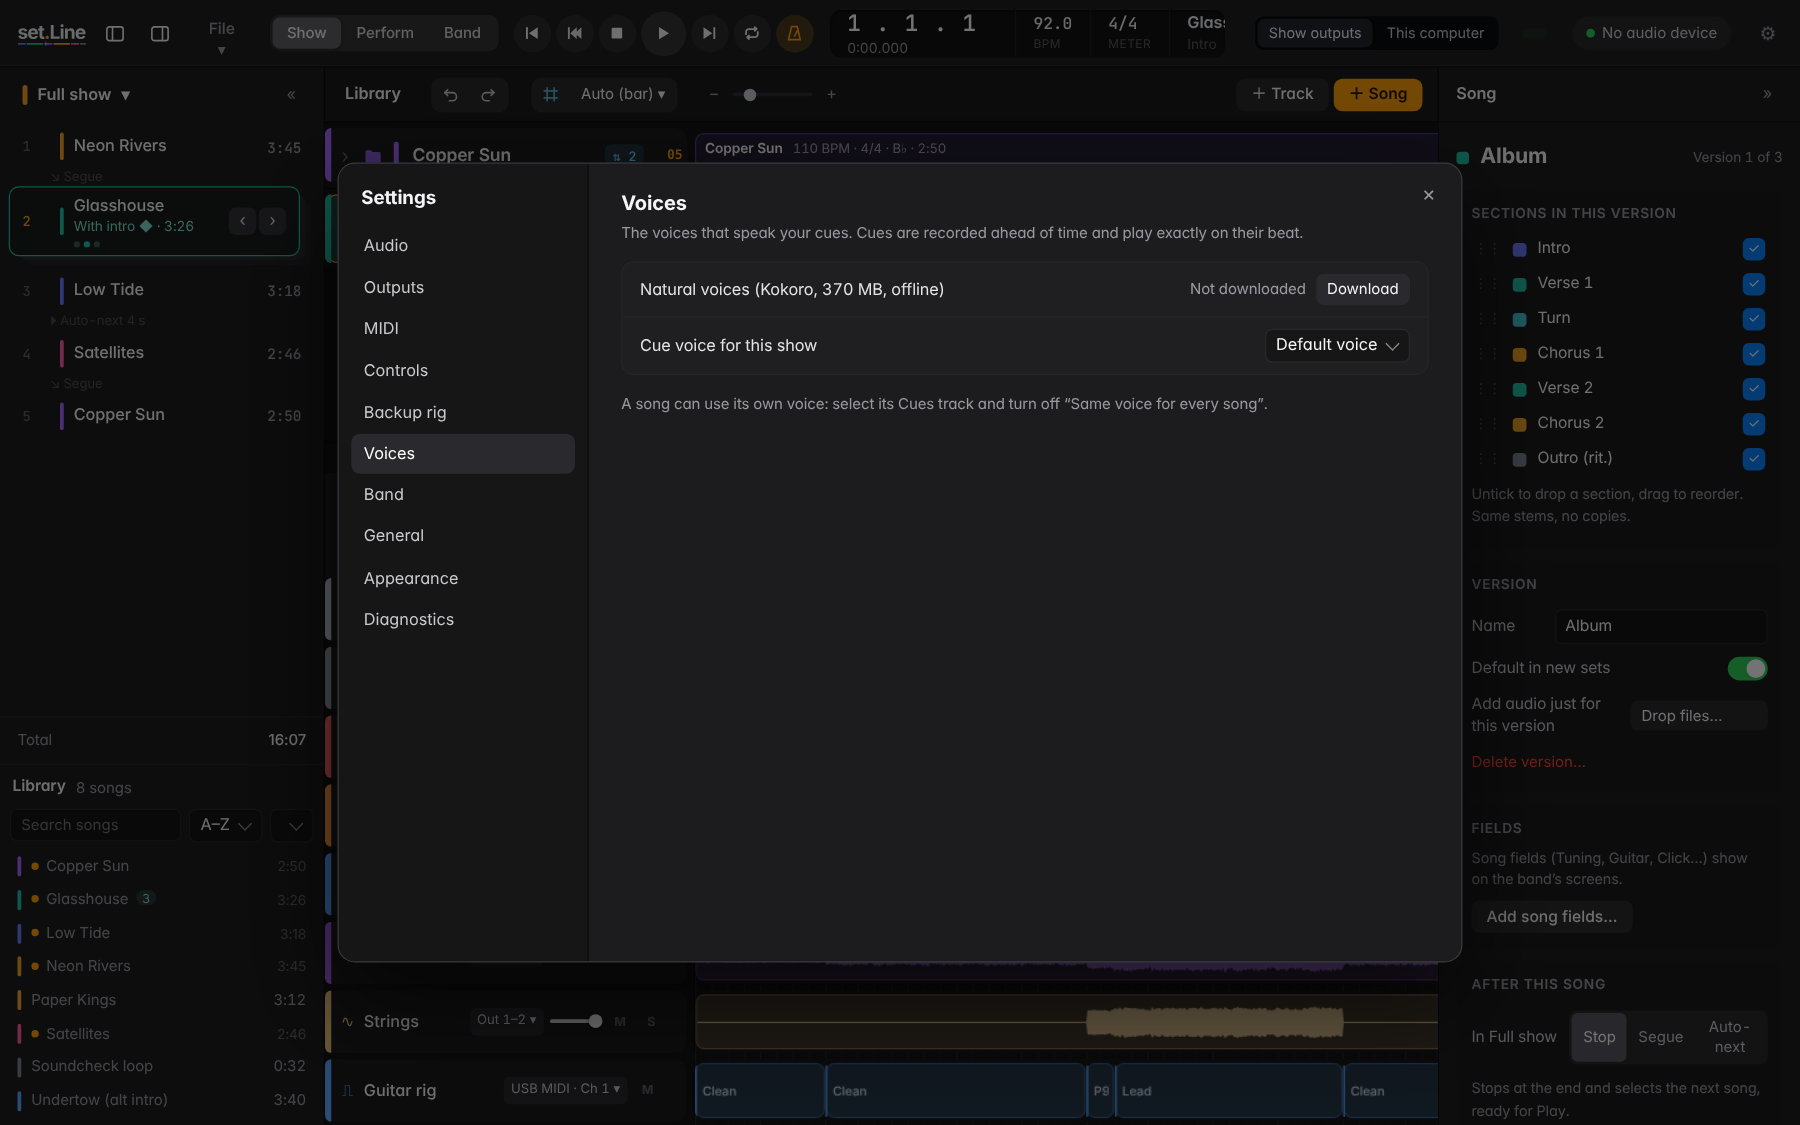 set.Line
File
Show
Perform
Band
1 . 1 . 1
0:00.000
92.0
BPM
4/4
METER
Glass
Intro
Show outputs
This computer
No audio device
Full show
Library
Auto (bar)
+ Track
+ Song
Song
1 Neon Rivers 3:45
Segue
2 Glasshouse
With intro ◆ · 3:26
3 Low Tide 3:18
Auto-next 4 s
4 Satellites 2:46
Segue
5 Copper Sun 2:50
Total 16:07
Library 8 songs
Search songs
A–Z
Copper Sun 2:50
Glasshouse 3 3:26
Low Tide 3:18
Neon Rivers 3:45
Paper Kings 3:12
Satellites 2:46
Soundcheck loop 0:32
Undertow (alt intro) 3:40
Copper Sun
2
05
Copper Sun 110 BPM · 4/4 · B♭ · 2:50
Settings
Audio
Outputs
MIDI
Controls
Backup rig
Voices
Band
General
Appearance
Diagnostics
Voices
The voices that speak your cues. Cues are recorded ahead of time and play exactly on their beat.
Natural voices (Kokoro, 370 MB, offline)
Not downloaded
Download
Cue voice for this show
Default voice
A song can use its own voice: select its Cues track and turn off “Same voice for every song”.
Strings
Out 1–2
M S
Guitar rig
USB MIDI · Ch 1
M
Clean
Clean
Lead
Clean
Album
Version 1 of 3
SECTIONS IN THIS VERSION
Intro
Verse 1
Turn
Chorus 1
Verse 2
Chorus 2
Outro (rit.)
Untick to drop a section, drag to reorder.
Same stems, no copies.
VERSION
Name
Album
Default in new sets
Add audio just for
this version
Drop files...
Delete version...
FIELDS
Song fields (Tuning, Guitar, Click...) show
on the band's screens.
Add song fields...
AFTER THIS SONG
In Full show
Stop
Segue
Auto-
next
Stops at the end and selects the next song,
ready for Play.